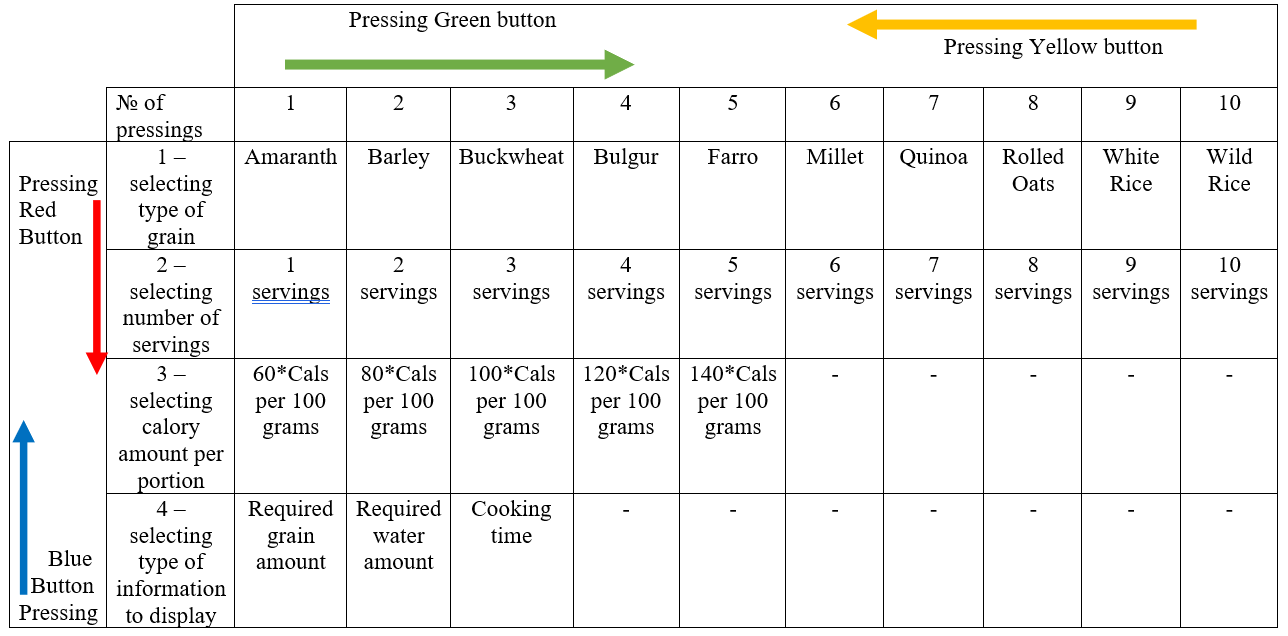 Pressing Green button
Pressing Yellow button
№ of
pressings
1
2
3
4
5
6
7
8
9
10
Pressing
Red
Button
1 –
selecting
type of
grain
Amaranth
Barley
Buckwheat
Bulgur
Farro
Millet
Quinoa
Rolled
Oats
White
Rice
Wild
Rice
2 –
selecting
number of
servings
1
servings
2
servings
3
servings
4
servings
5
servings
6
servings
7
servings
8
servings
9
servings
10
servings
3 –
selecting
calory
amount per
portion
60*Cals
per 100
grams
80*Cals
per 100
grams
100*Cals
per 100
grams
120*Cals
per 100
grams
140*Cals
per 100
grams
-
-
-
-
-
Blue
Button
Pressing
4 –
selecting
type of
information
to display
Required
grain
amount
Required
water
amount
Cooking
time
-
-
-
-
-
-
-